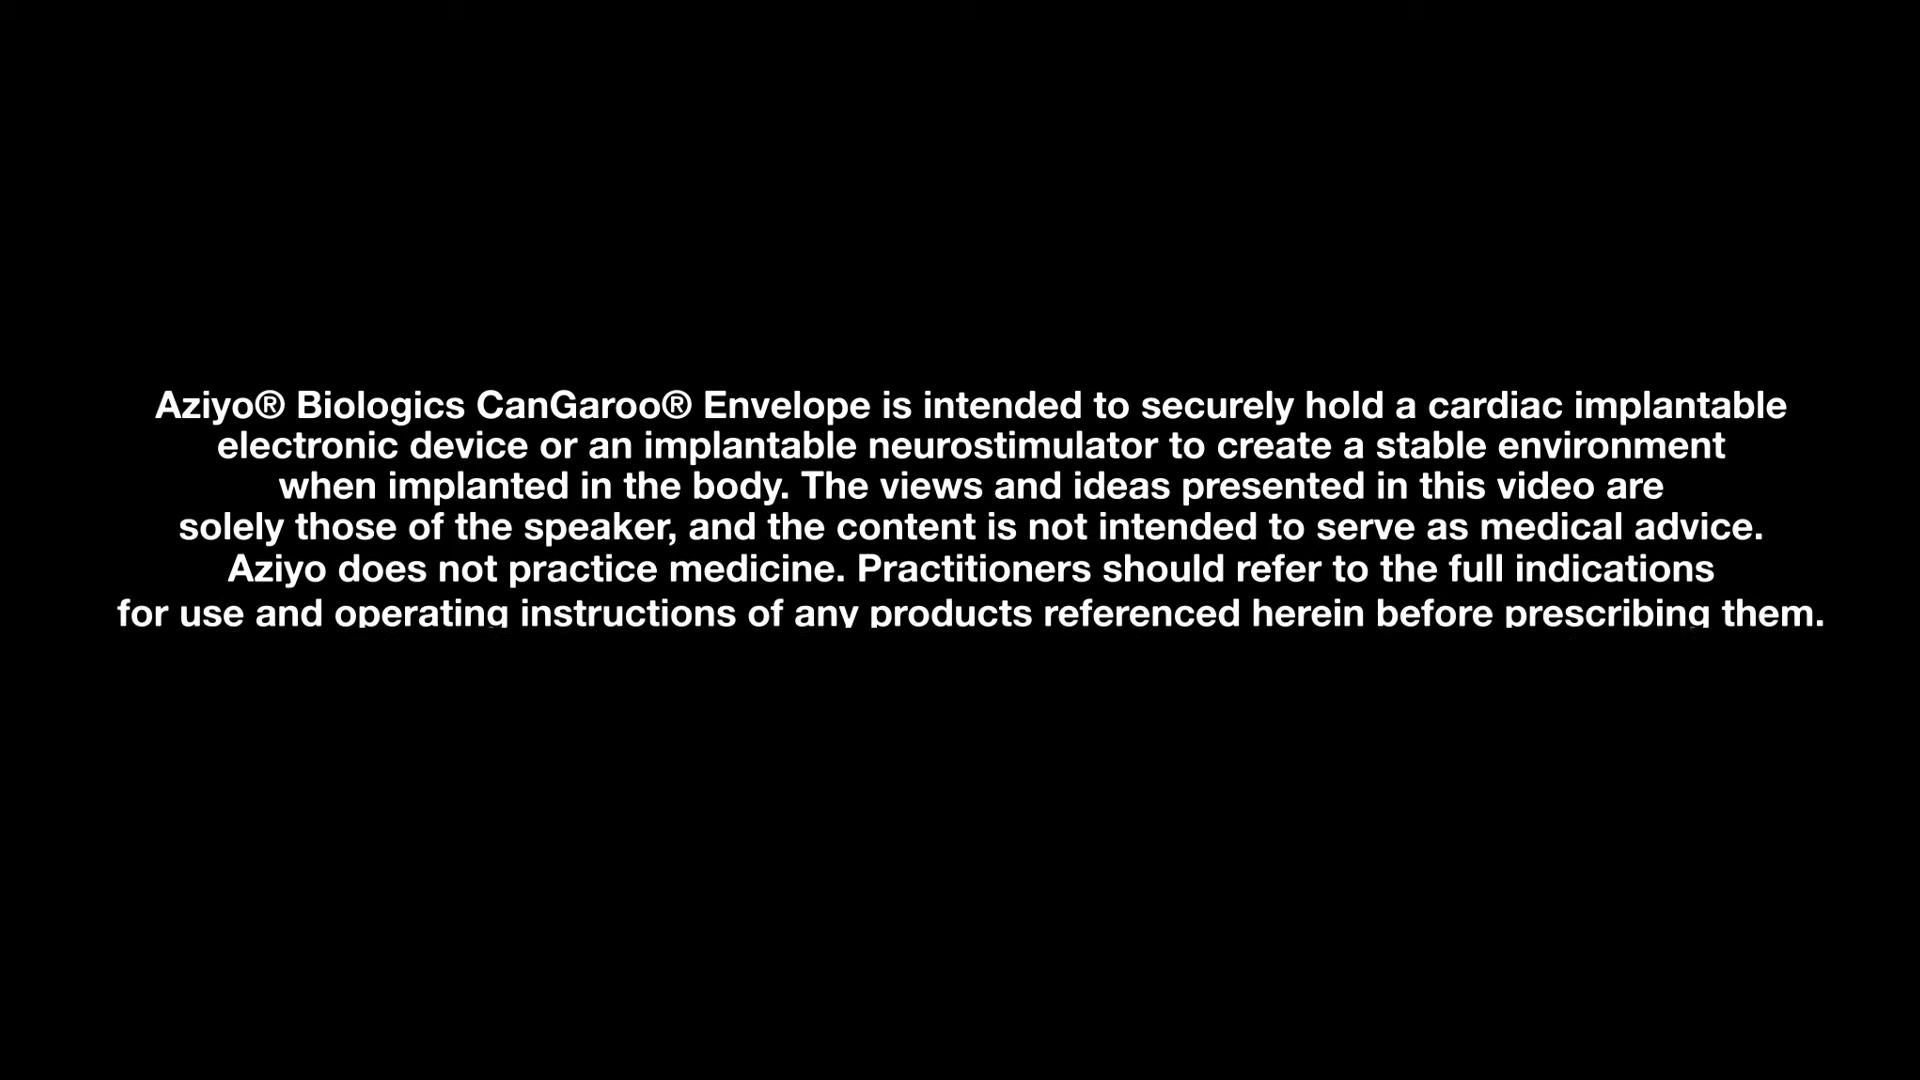 Aziyo® Biologics CanGaroo® Envelope is intended to securely hold a cardiac implantable
electronic device or an implantable neurostimulator to create a stable environment
when implanted in the body. The views and ideas presented in this video are
solely those of the speaker, and the content is not intended to serve as medical advice.
Aziyo does not practice medicine. Practitioners should refer to the full indications
for use and operating instructions of any products referenced herein before prescribing them.